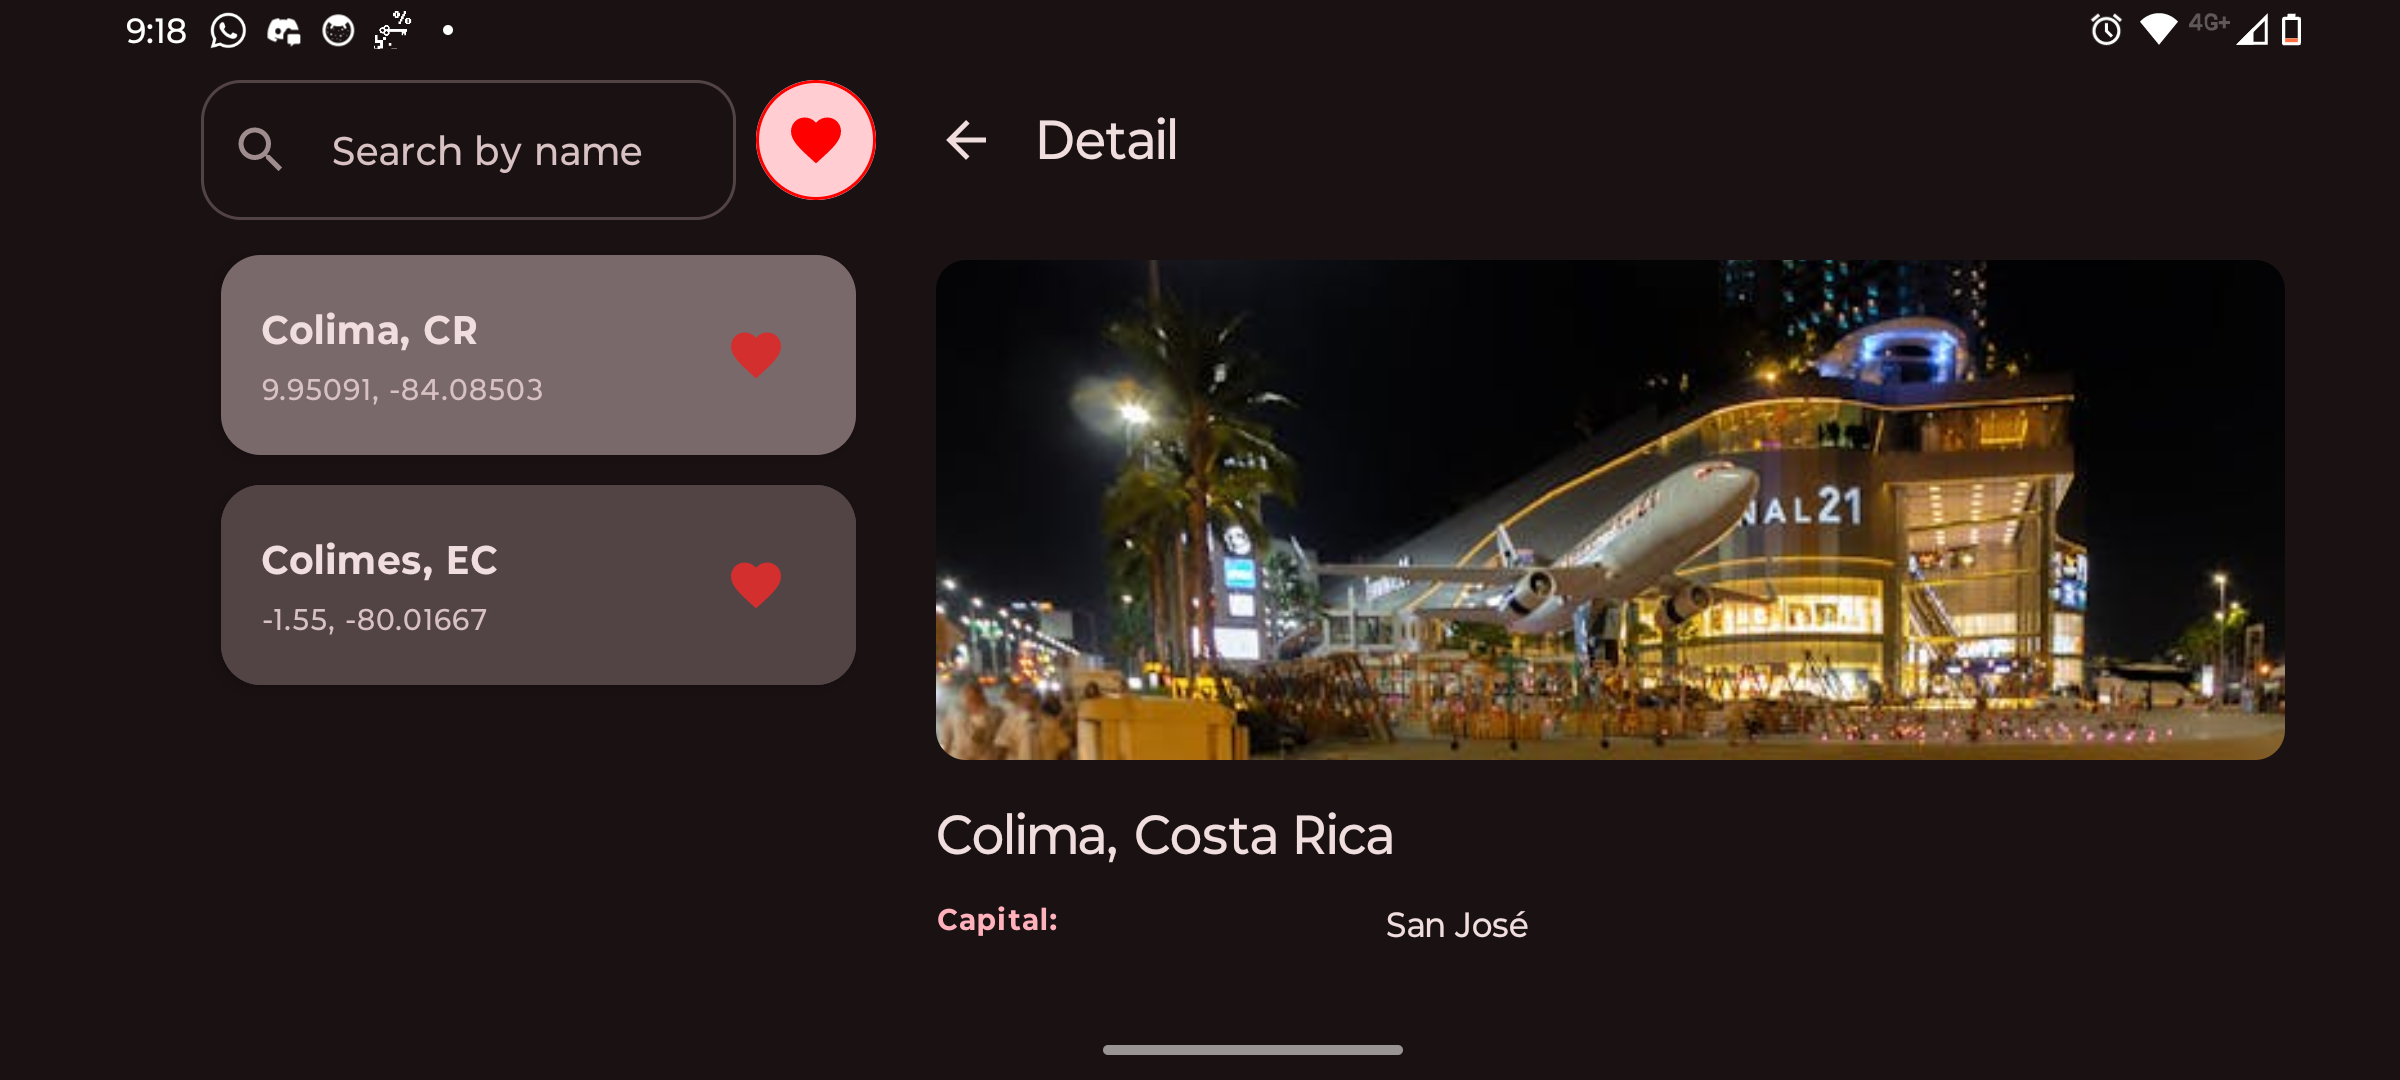 9:18
4G+
Search by name
Detail
Colima, CR
9.95091, -84.08503
Colimes, EC
-1.55, -80.01667
NAL21
Colima, Costa Rica
Capital:
San José